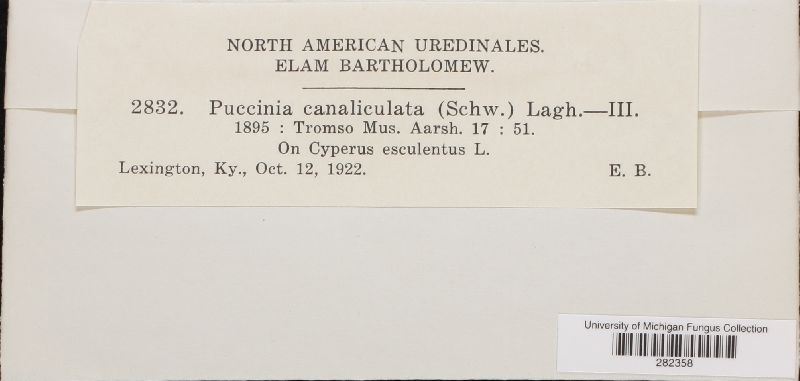 NORTH AMERICAN UREDINALES.
ELAM BARTHOLOMEW.
2832. Puccinia canaliculata (Schw.) Lagh.—III.
1895 : Tromso Mus. Aarsh. 17 : 51.
On Cyperus esculentus L.
Lexington, Ky., Oct. 12, 1922. E. B.
University of Michigan Fungus Collection
282358